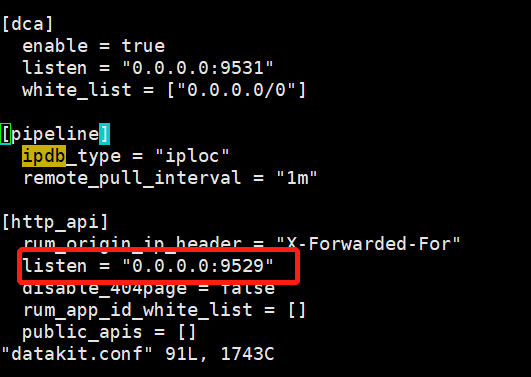 [dca]
enable = true
listen = "0.0.0.0:9531"
white_list = ["0.0.0.0/0"]
[pipeline]
ipdb_type = "iploc"
remote_pull_interval = "1m"
[http_api]
rum_origin_ip_header = "X-Forwarded-For"
listen = "0.0.0.0:9529"
disable_404page = false
rum_app_id_white_list = []
public_apis = []
"datakit.conf" 91L, 1743C